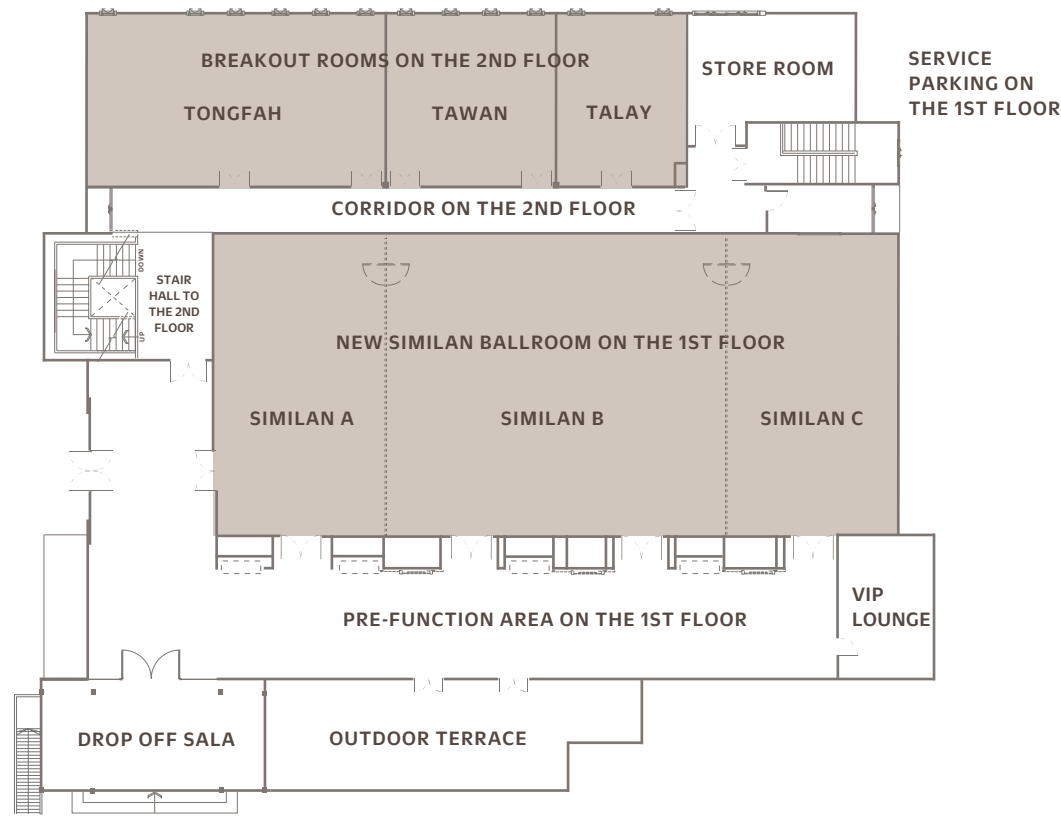 BREAKOUT ROOMS ON THE 2ND FLOOR
TONGFAH
TAWAN
TALAY
STORE ROOM
SERVICE
PARKING ON
THE 1ST FLOOR
CORRIDOR ON THE 2ND FLOOR
DOWN
UP
STAIR
HALL TO
THE 2ND
FLOOR
NEW SIMILAN BALLROOM ON THE 1ST FLOOR
SIMILAN A
SIMILAN B
SIMILAN C
PRE-FUNCTION AREA ON THE 1ST FLOOR
VIP
LOUNGE
DROP OFF SALA
OUTDOOR TERRACE